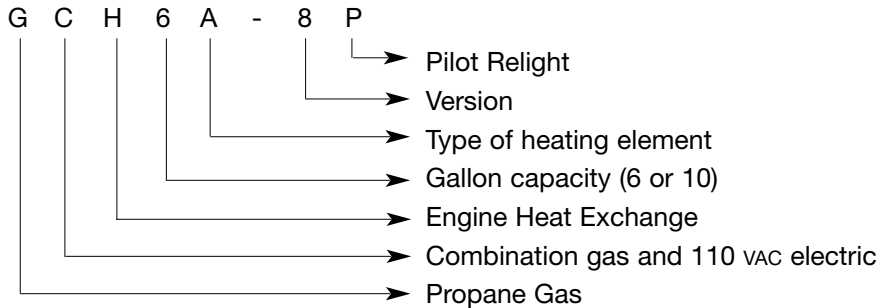 G C H 6 A - 8 P
Pilot Relight
Version
Type of heating element
Gallon capacity (6 or 10)
Engine Heat Exchange
Combination gas and 110 VAC electric
Propane Gas